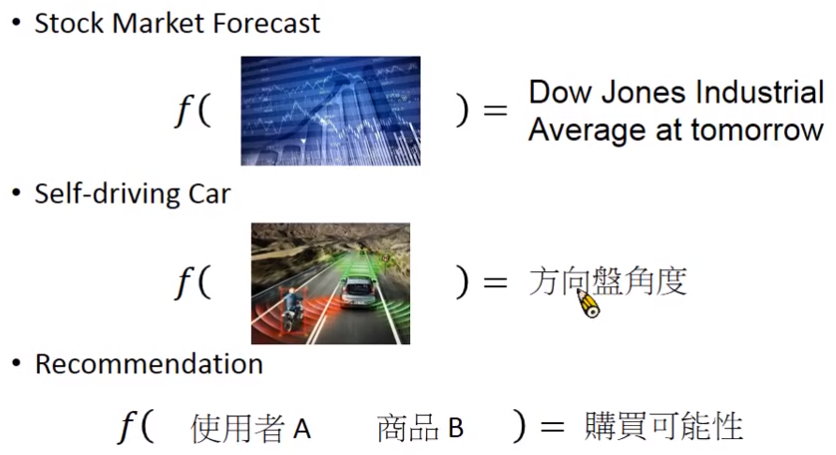 • Stock Market Forecast
f( ) = Dow Jones Industrial
Average at tomorrow
• Self-driving Car
f( ) = 方向盤角度
• Recommendation
f( 使用者 A 商品 B ) = 購買可能性